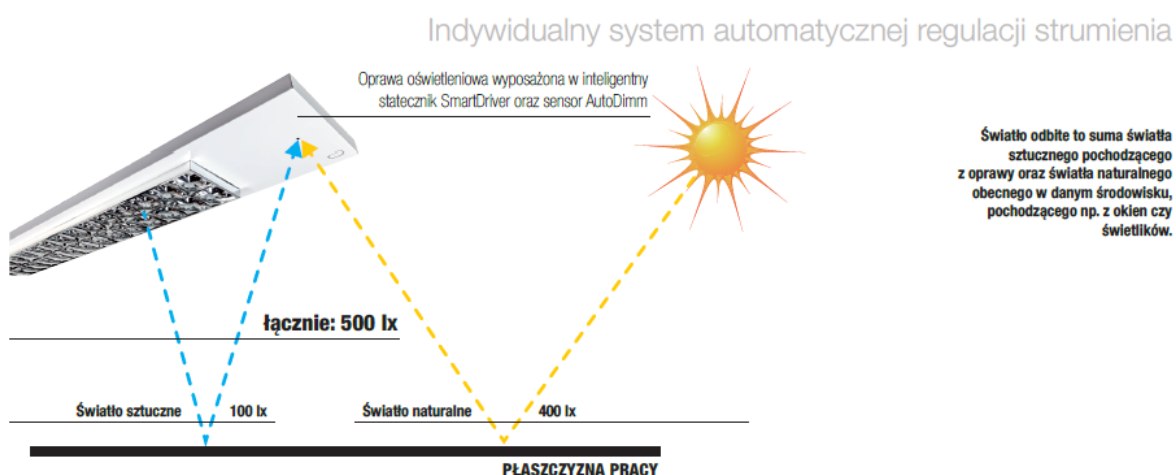 Indywidualny system automatycznej regulacji strumienia
Oprawa oświetleniowa wyposażona w inteligentny
statecznik SmartDriver oraz sensor AutoDimm
Światło odbite to suma światła
sztucznego pochodzącego
z oprawy oraz światła naturalnego
obecnego w danym środowisku,
pochodzącego np. z okien czy
świetlików.
łącznie: 500 lx
Światło sztuczne 100 lx
Światło naturalne 400 lx
PŁASZCZYZNA PRACY